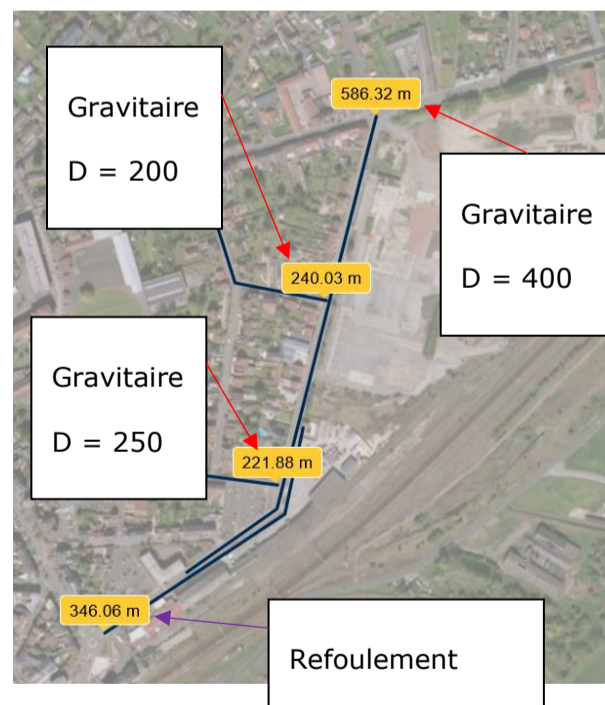 586.32 m
Gravitaire
D = 200
Gravitaire
D = 400
240.03 m
Gravitaire
D = 250
221.88 m
346.06 m
Refoulement